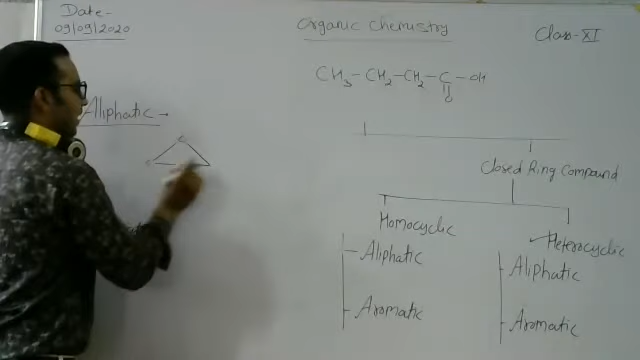 Date-
09/09/2020
Organic Chemistry
Class-XI
CH3-CH2-CH2-C-OH
O
Aliphatic -
C
C
Closed Ring Compound
Homocyclic
Heterocyclic
Aliphatic
Aliphatic
Aromatic
Aromatic